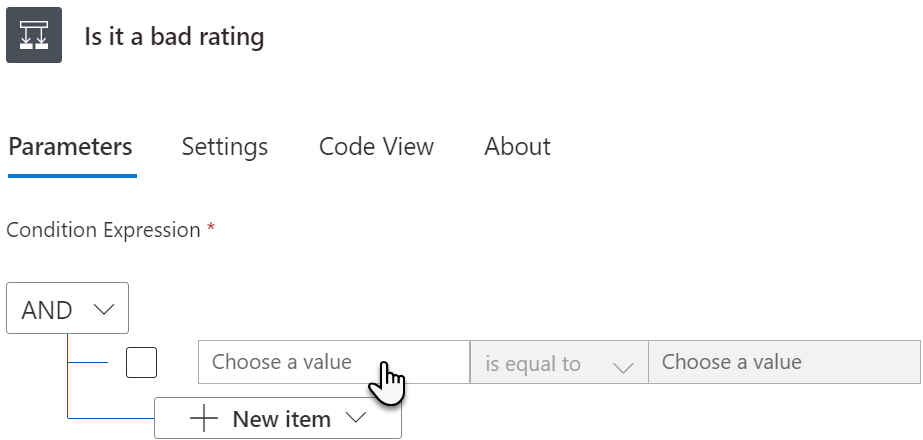 Is it a bad rating
Parameters Settings Code View About
Condition Expression *
AND
Choose a value is equal to Choose a value
New item